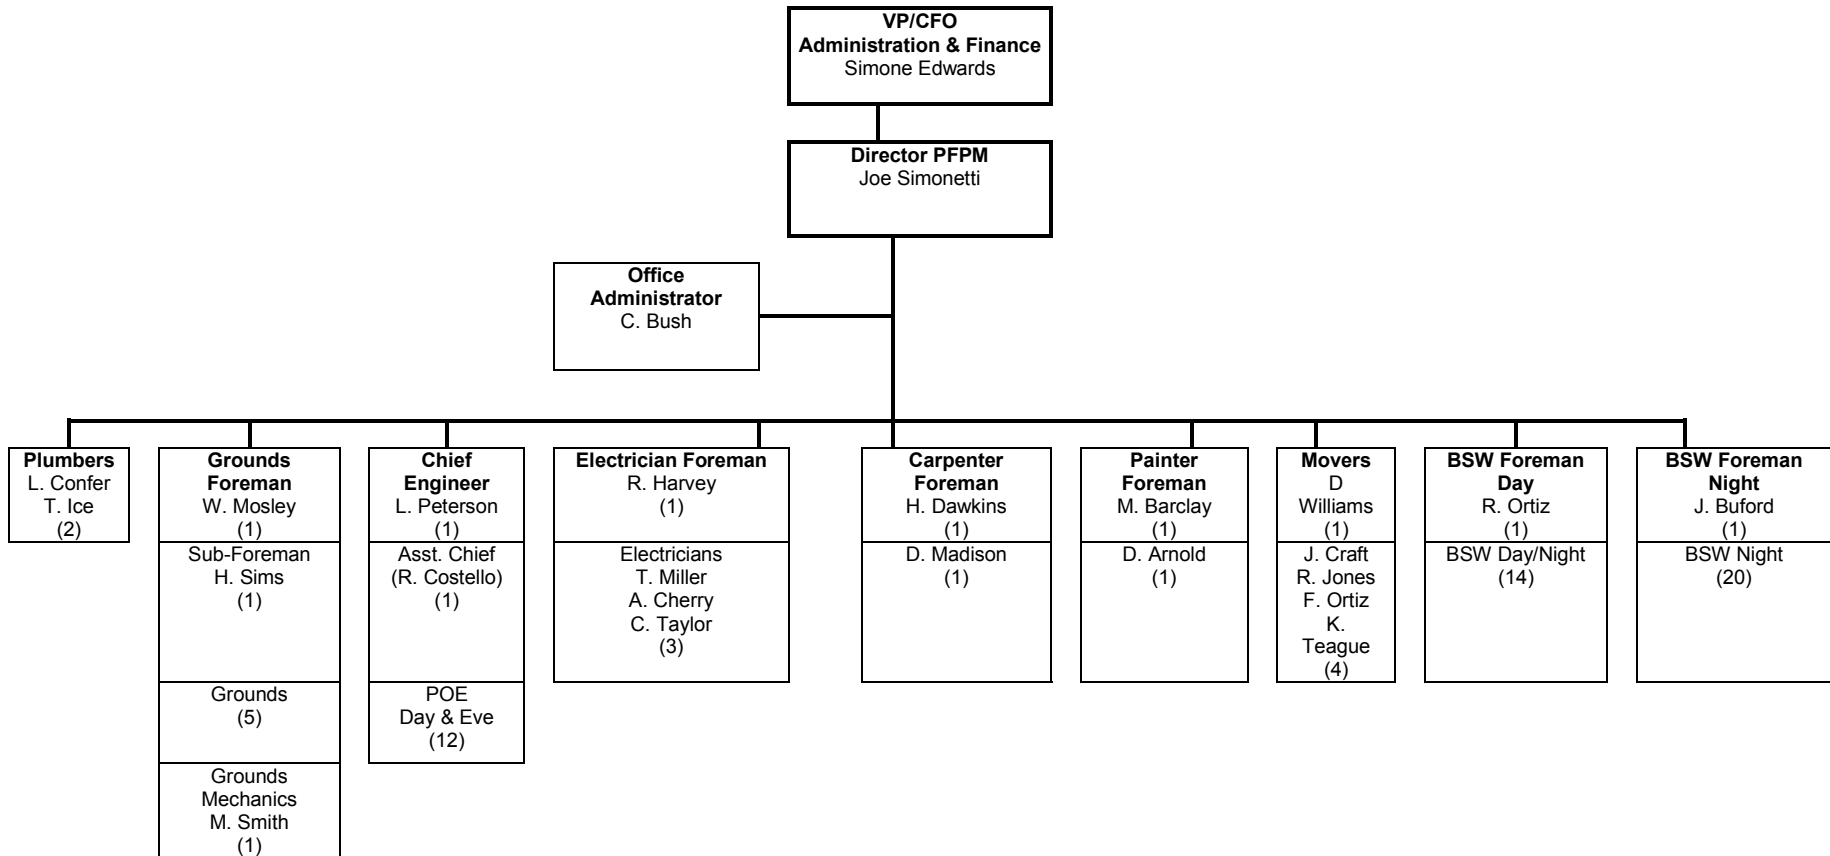 VP/CFO
Administration & Finance
Simone Edwards
Director PFPM
Joe Simonetti
Office
Administrator
C. Bush
Plumbers
L. Confer
T. Ice
(2)
Grounds
Foreman
W. Mosley
(1)
Sub-Foreman
H. Sims
(1)
Grounds
(5)
Grounds
Mechanics
M. Smith
(1)
Chief
Engineer
L. Peterson
(1)
Asst. Chief
(R. Costello)
(1)
POE
Day & Eve
(12)
Electrician Foreman
R. Harvey
(1)
Electricians
T. Miller
A. Cherry
C. Taylor
(3)
Carpenter
Foreman
H. Dawkins
(1)
D. Madison
(1)
Painter
Foreman
M. Barclay
(1)
D. Arnold
(1)
Movers
D
Williams
(1)
J. Craft
R. Jones
F. Ortiz
K.
Teague
(4)
BSW Foreman
Day
R. Ortiz
(1)
BSW Day/Night
(14)
BSW Foreman
Night
J. Buford
(1)
BSW Night
(20)